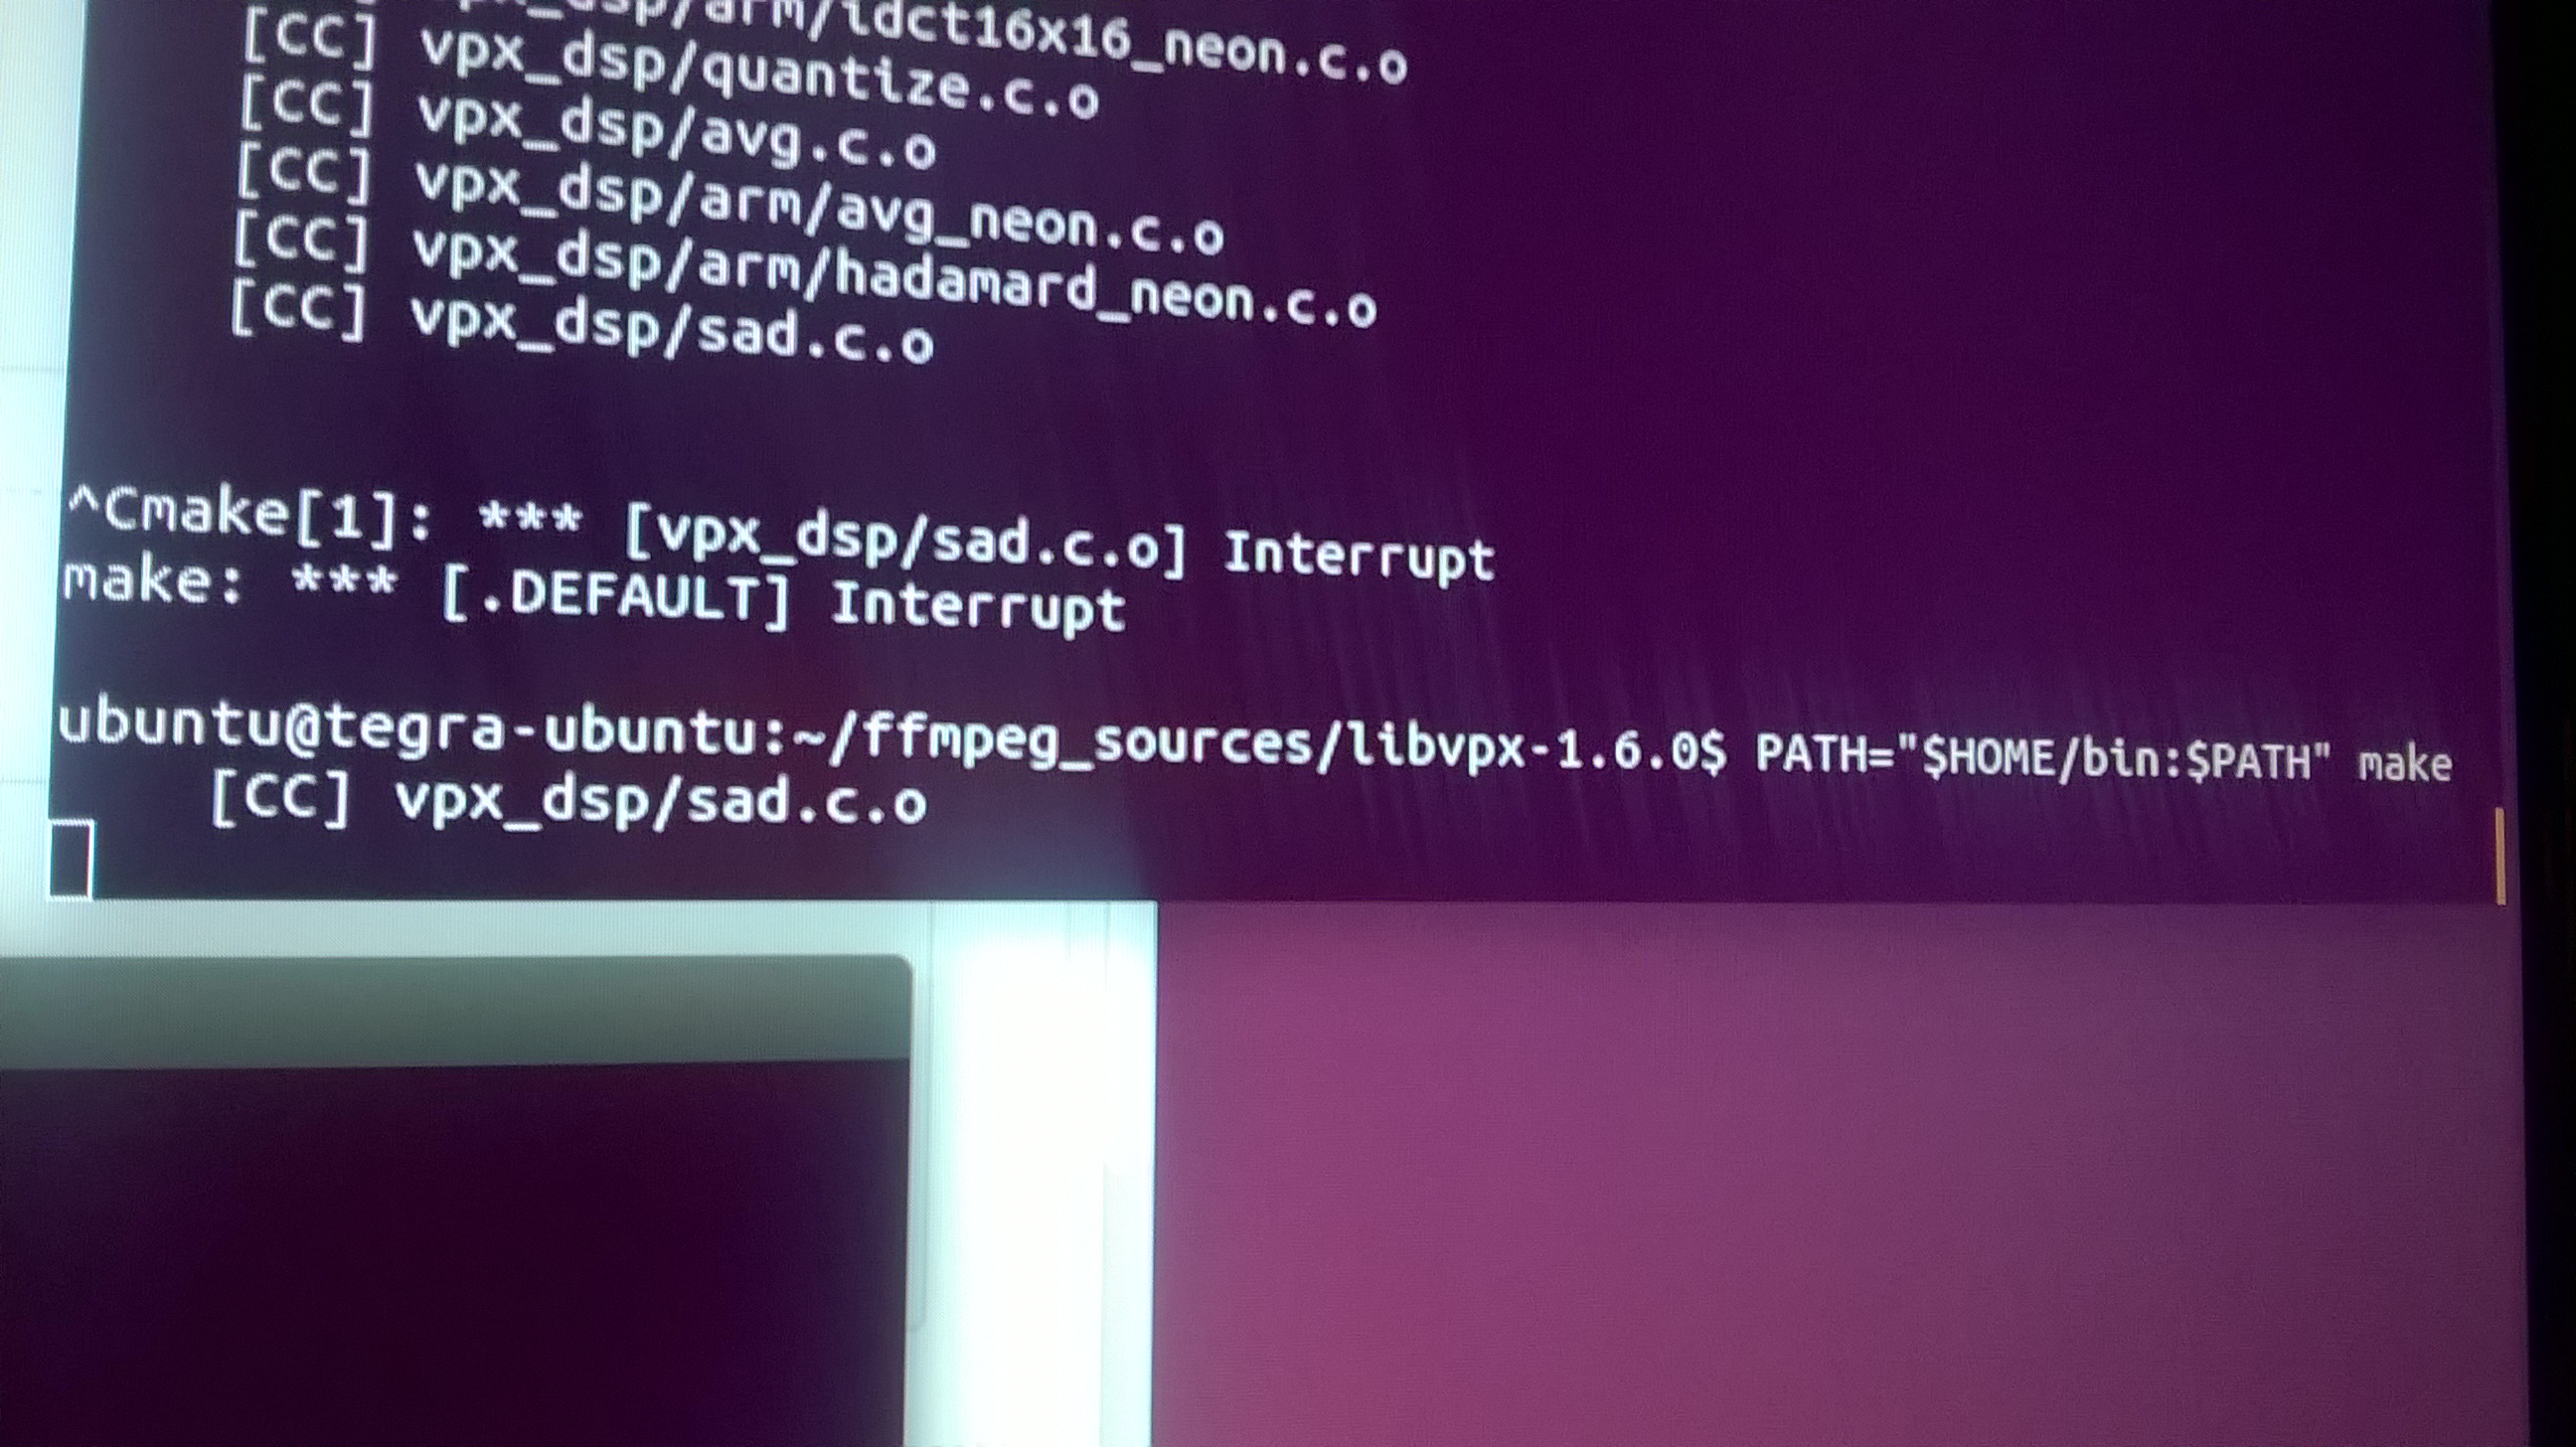 vpx_dsp/arm/idct16x16_neon.c.o
[CC] vpx_dsp/quantize.c.o
[CC] vpx_dsp/avg.c.o
[CC] vpx_dsp/arm/avg_neon.c.o
[CC] vpx_dsp/arm/hadamard_neon.c.o
[CC] vpx_dsp/sad.c.o
^Cmake[1]: *** [vpx_dsp/sad.c.o] Interrupt
make: *** [.DEFAULT] Interrupt
ubuntu@tegra-ubuntu:~/ffmpeg_sources/libvpx-1.6.0$ PATH="$HOME/bin:$PATH" make
[CC] vpx_dsp/sad.c.o